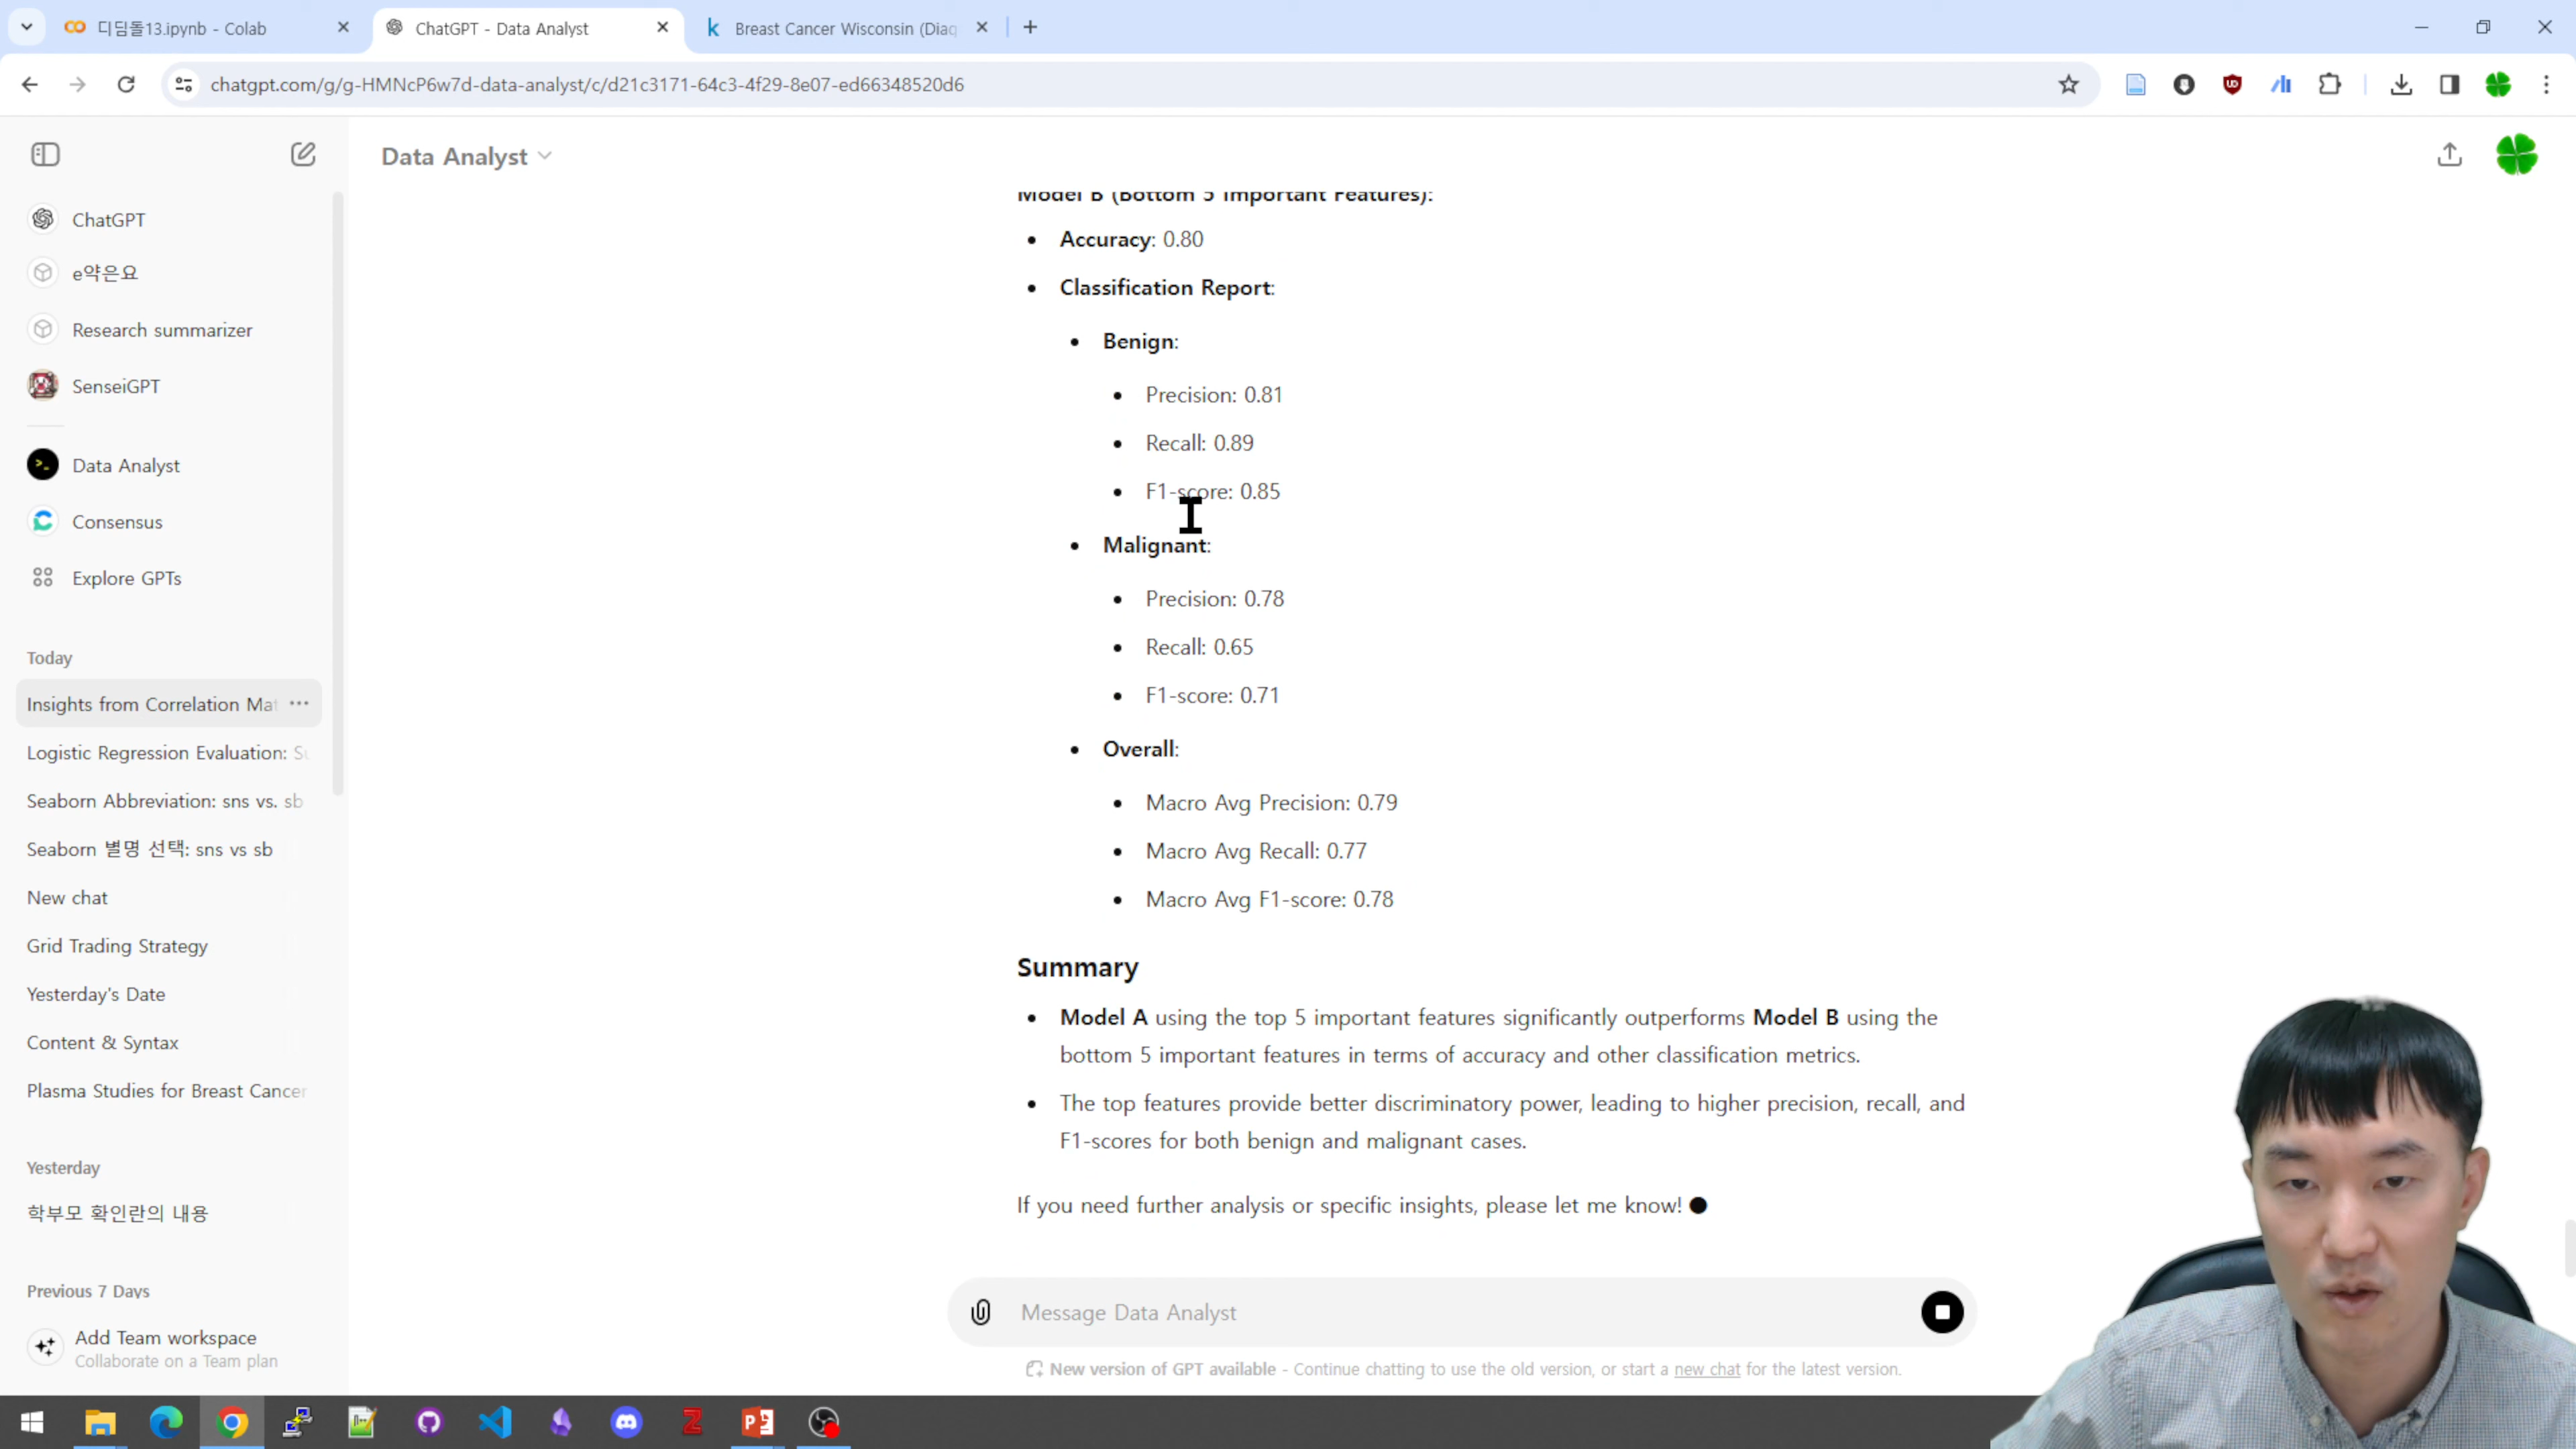 디딤돌13.ipynb - Colab
ChatGPT - Data Analyst
Breast Cancer Wisconsin (Diag
chatgpt.com/g/g-HMNcP6w7d-data-analyst/c/d21c3171-64c3-4f29-8e07-ed66348520d6
ChatGPT
e약은요
Research summarizer
SenseiGPT
Data Analyst
Consensus
Explore GPTs
Today
Insights from Correlation Mat
Logistic Regression Evaluation: Su
Seaborn Abbreviation: sns vs. sb
Seaborn 별명 선택: sns vs sb
New chat
Grid Trading Strategy
Yesterday's Date
Content & Syntax
Plasma Studies for Breast Cancer
Yesterday
학부모 확인란의 내용
Previous 7 Days
Add Team workspace
Collaborate on a Team plan
Data Analyst
Model B (Bottom 5 Important Features):
Accuracy: 0.80
Classification Report:
Benign:
Precision: 0.81
Recall: 0.89
F1-score: 0.85
Malignant:
Precision: 0.78
Recall: 0.65
F1-score: 0.71
Overall:
Macro Avg Precision: 0.79
Macro Avg Recall: 0.77
Macro Avg F1-score: 0.78
Summary
Model A using the top 5 important features significantly outperforms Model B using the
bottom 5 important features in terms of accuracy and other classification metrics.
The top features provide better discriminatory power, leading to higher precision, recall, and
F1-scores for both benign and malignant cases.
If you need further analysis or specific insights, please let me know!
Message Data Analyst
New version of GPT available - Continue chatting to use the old version, or start a new chat for the latest version.